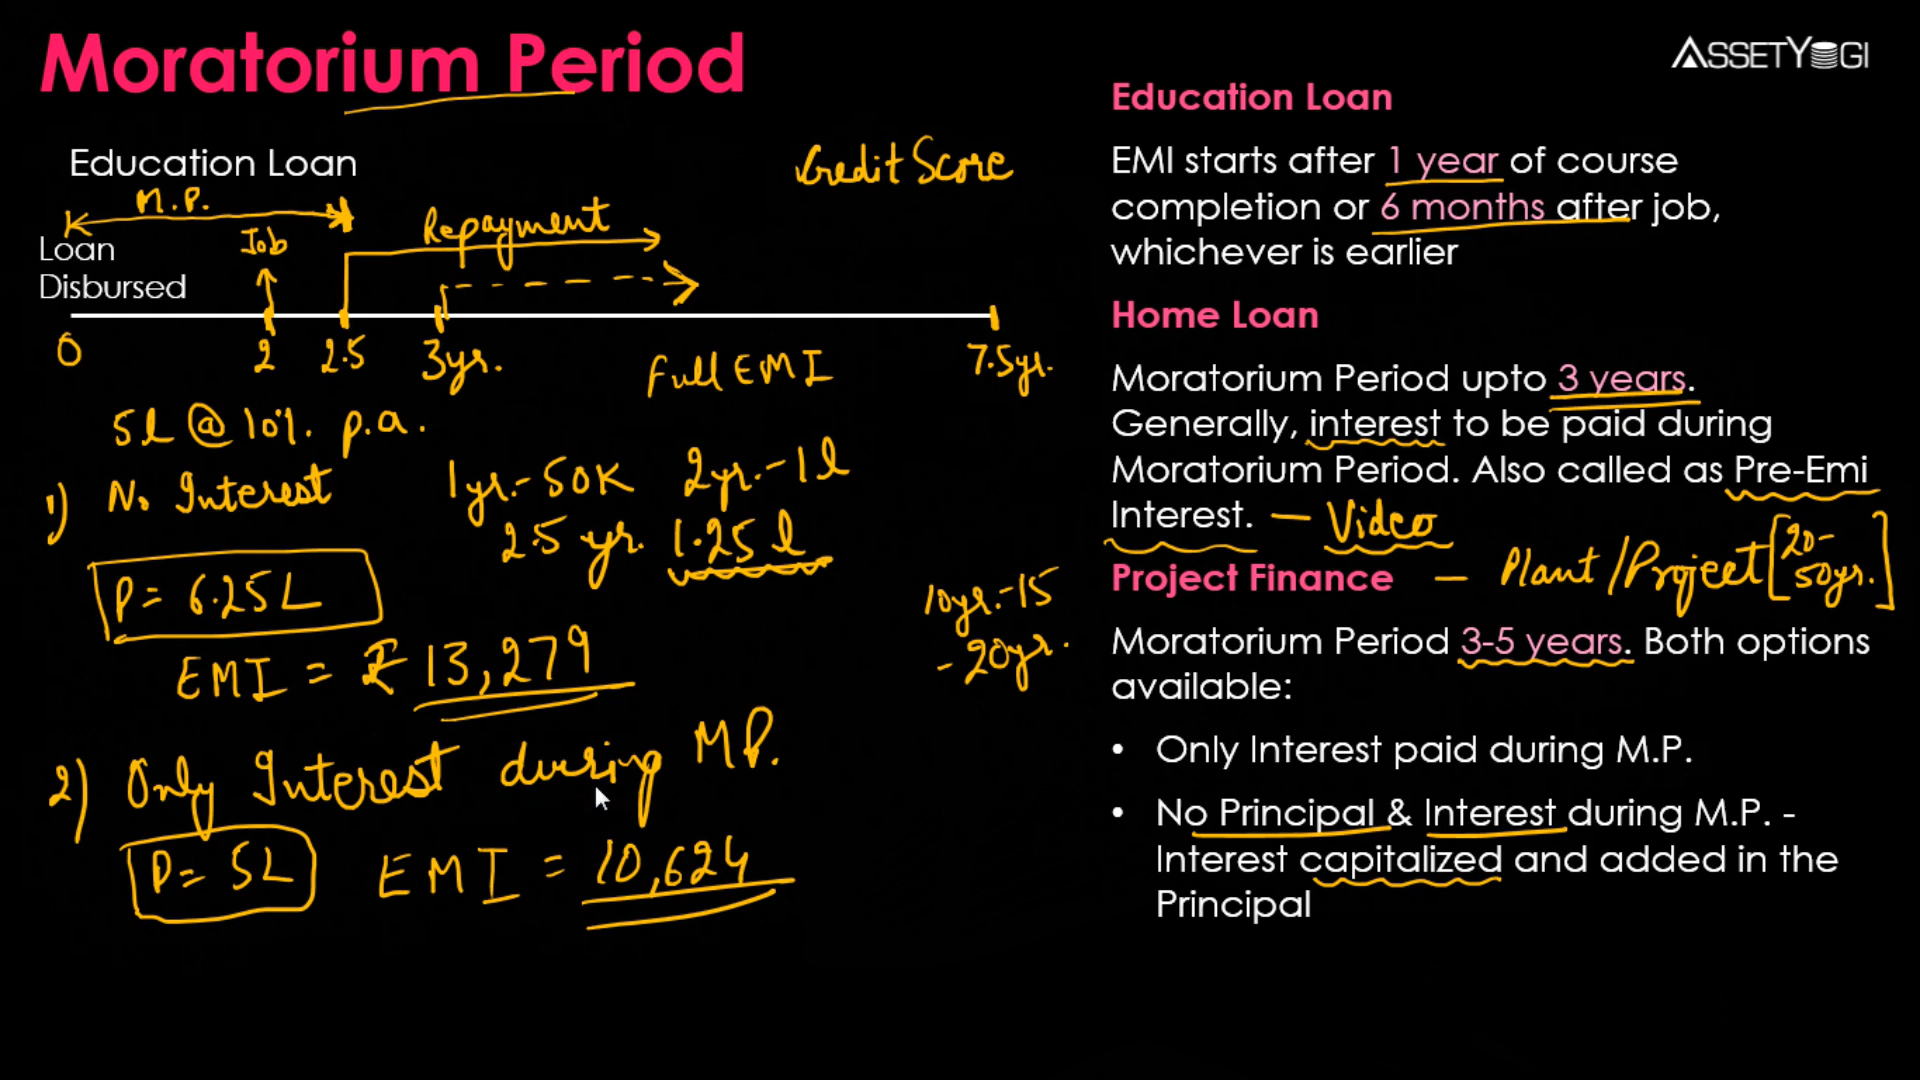 Moratorium Period
ASSETYOGI
Education Loan
M.P.
Loan
Disbursed
Job
Repayment
Credit Score
0
2
2.5
3yr.
Full EMI
7.5yr.
5l @ 10%. p.a.
1) No Interest
1yr.-50K 2yr.-1l
2.5 yr. 1.25l
P= 6.25L
EMI = ₹ 13,279
10yr.-15
-20yr.
2) Only Interest during MP.
P= 5L EMI = 10,624
Education Loan
EMI starts after 1 year of course
completion or 6 months after job,
whichever is earlier
Home Loan
Moratorium Period upto 3 years.
Generally, interest to be paid during
Moratorium Period. Also called as Pre-Emi
Interest. - Video
Project Finance - Plant/Project [20-
50yr.]
Moratorium Period 3-5 years. Both options
available:
• Only Interest paid during M.P.
• No Principal & Interest during M.P. -
Interest capitalized and added in the
Principal